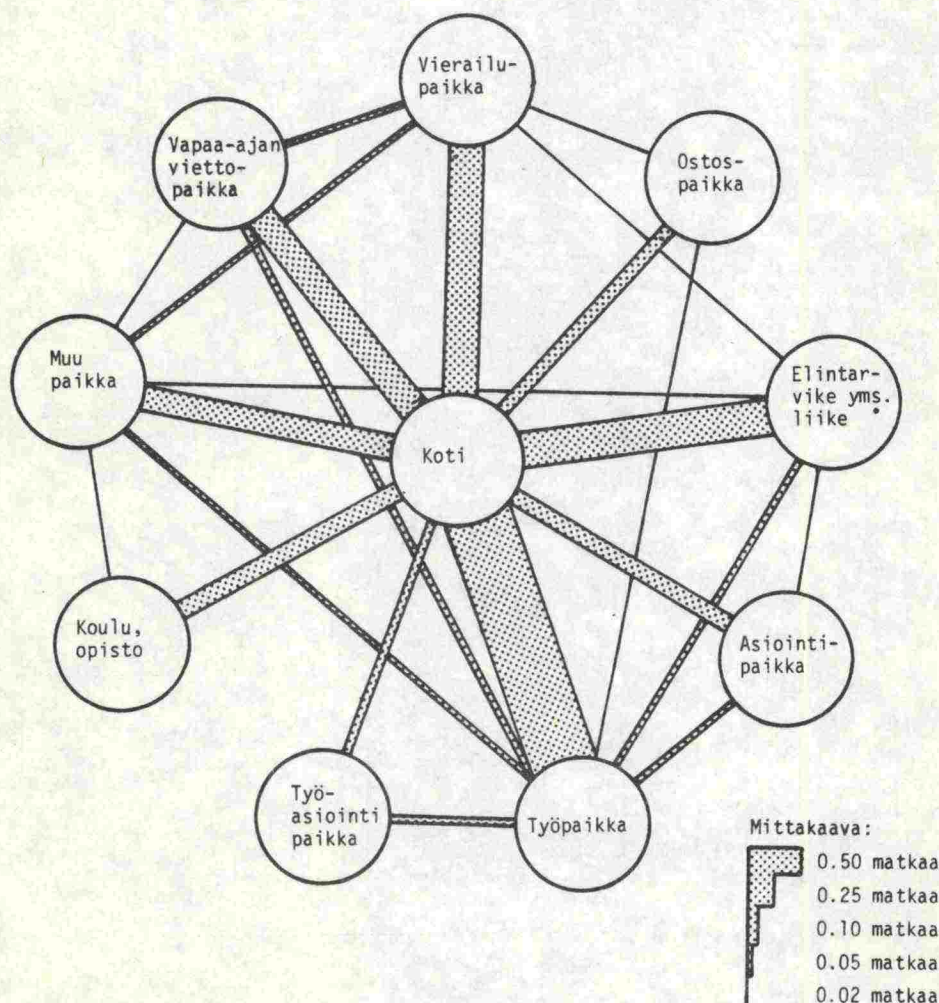 Vierailu-
paikka
Vapaa-ajan
vietto-
paikka
Ostos-
paikka
Muu
paikka
Elintar-
vike yms.
liike
Koti
Koulu,
opisto
Asiointi-
paikka
Työ-
asiointi
paikka
Työpaikka
Mittakaava:
0.50 matkaa
0.25 matkaa
0.10 matkaa
0.05 matkaa
0.02 matkaa